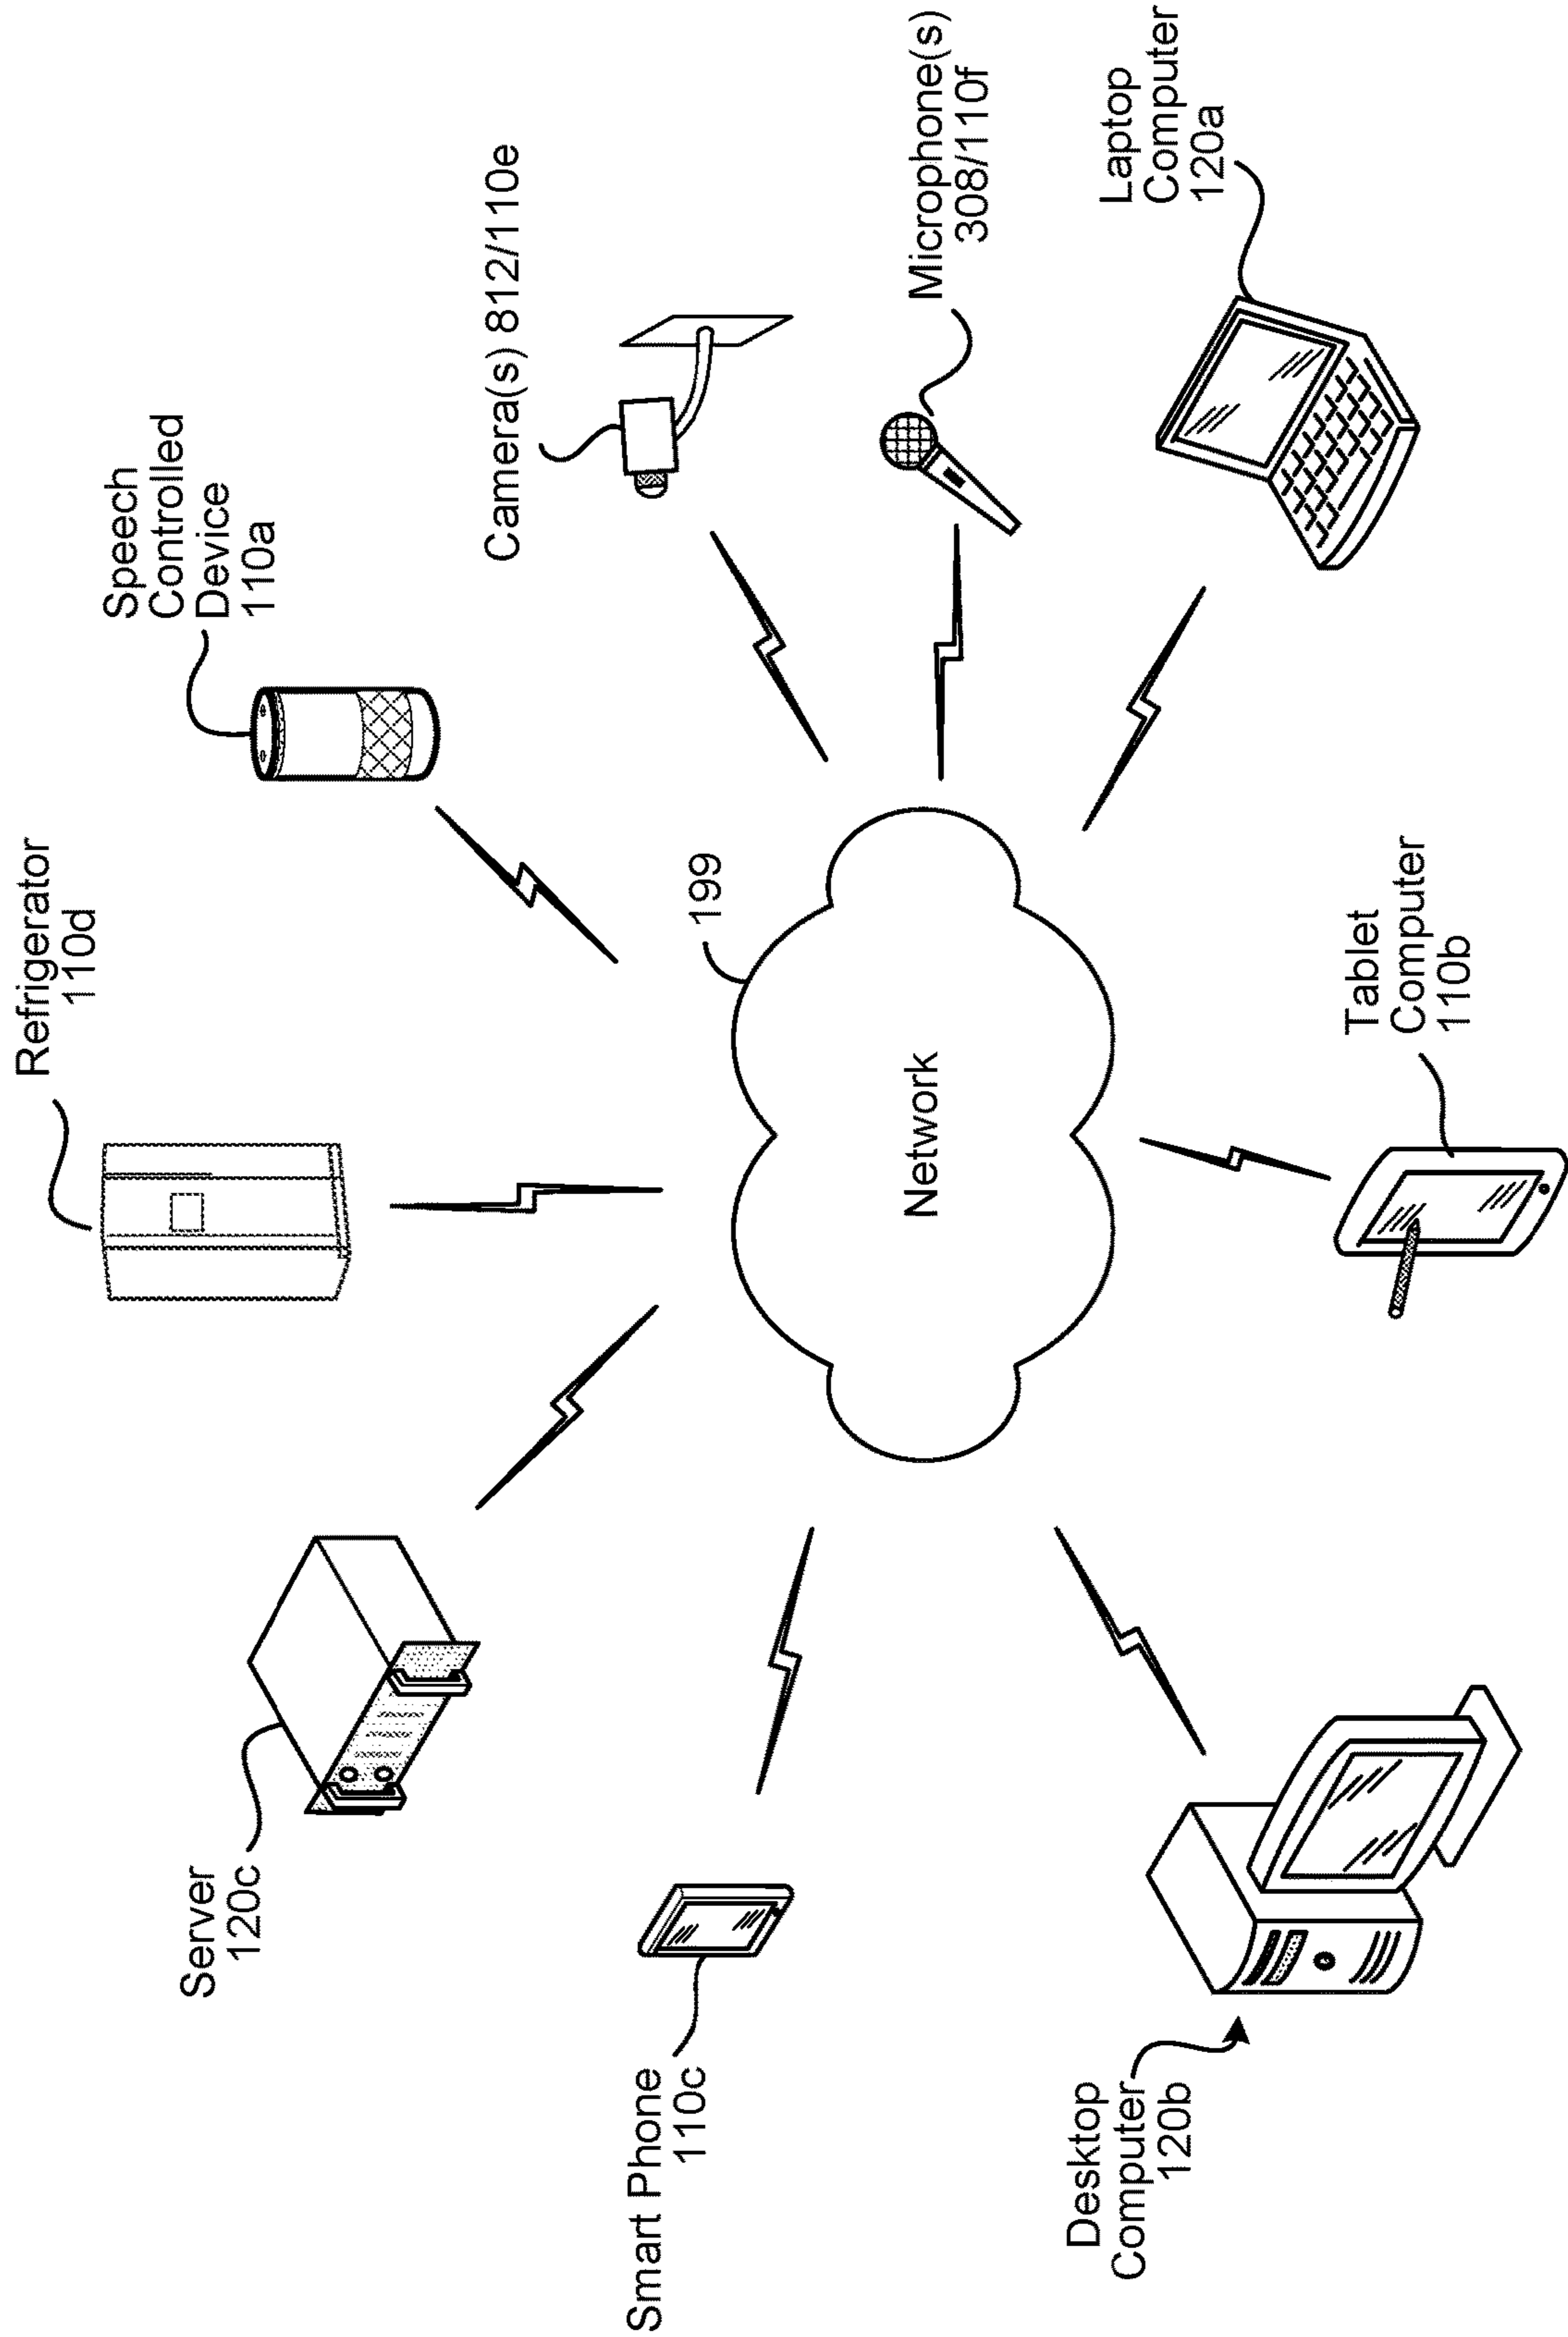 Refrigerator
110d
Speech
Controlled
Device
110a
Server
120c
Camera(s) 812/110e
199
Smart Phone
110c
Network
Microphone(s)
308/110f
Desktop
Computer
120b
Tablet
Computer
110b
Laptop
Computer
120a